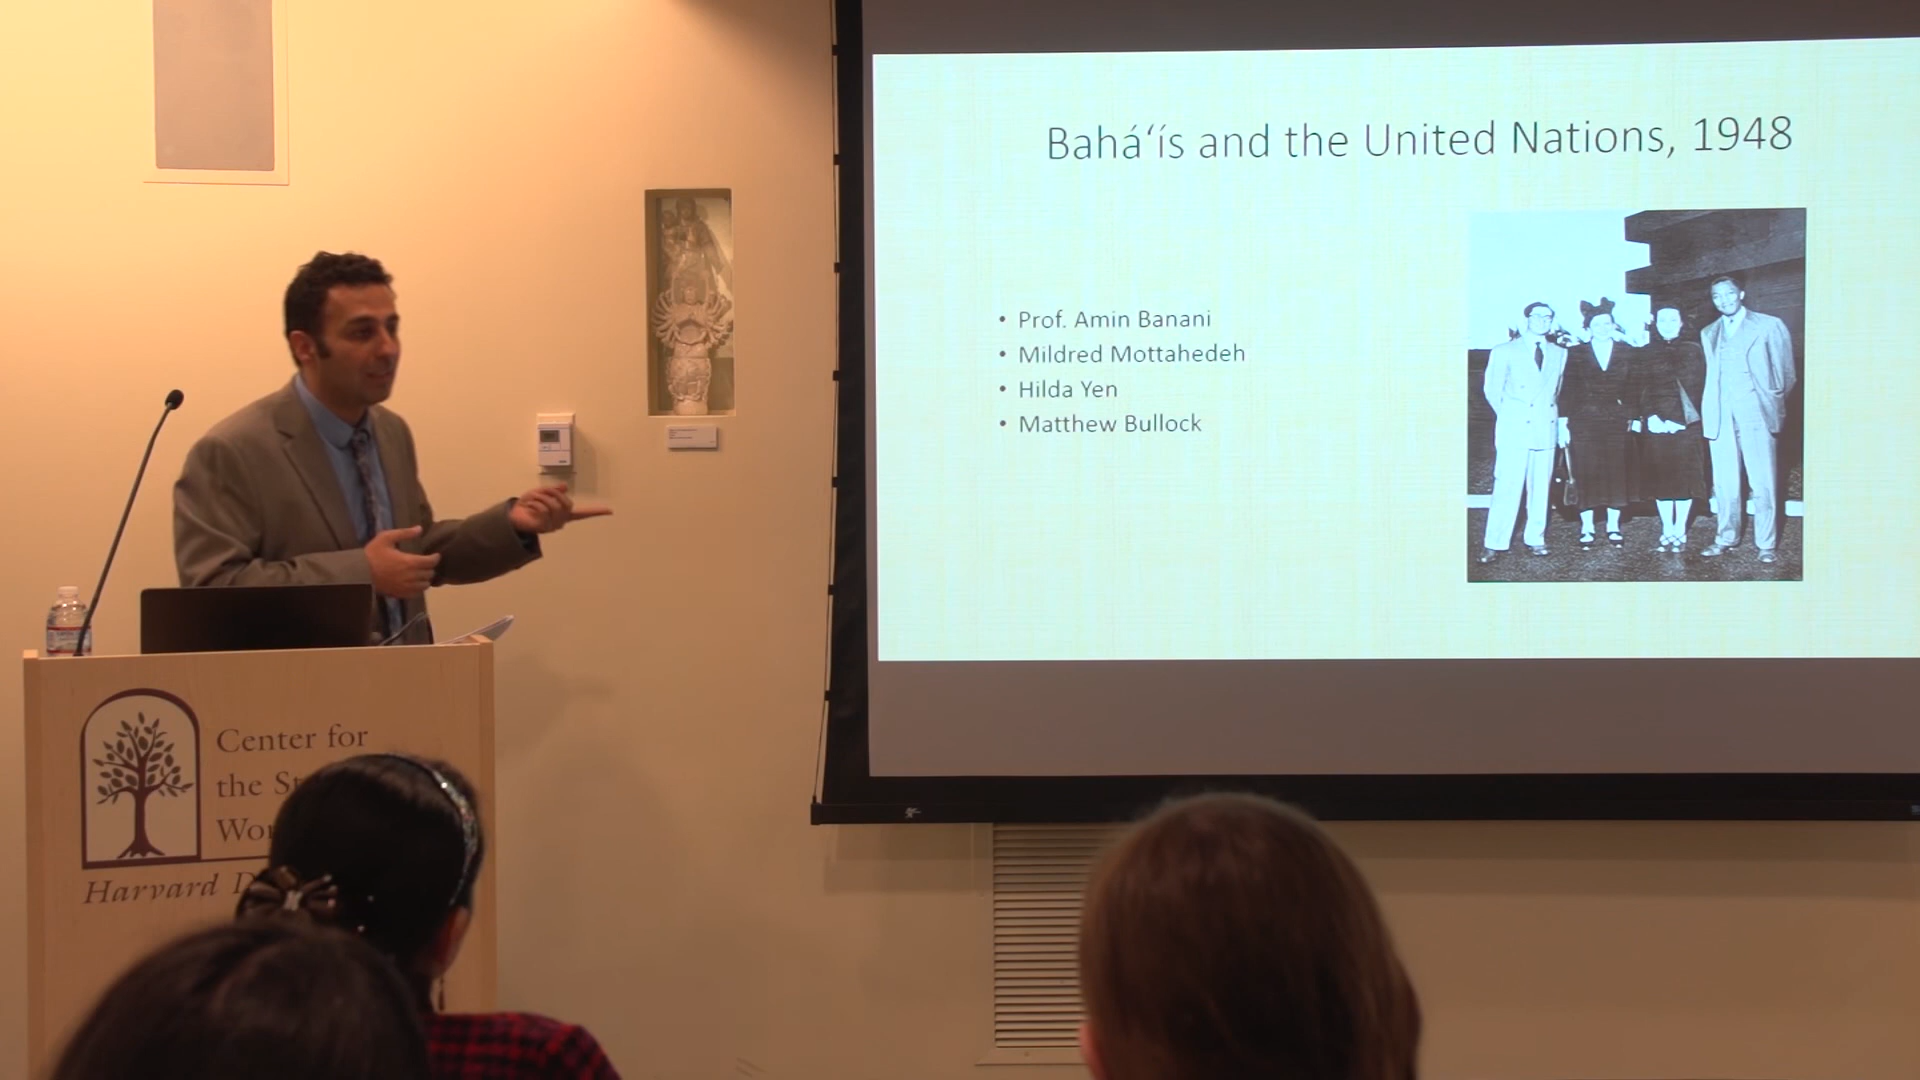 Bahá‘ís and the United Nations, 1948
• Prof. Amin Banani
• Mildred Mottahedeh
• Hilda Yen
• Matthew Bullock
Center for
the St
Wor
Harvard D